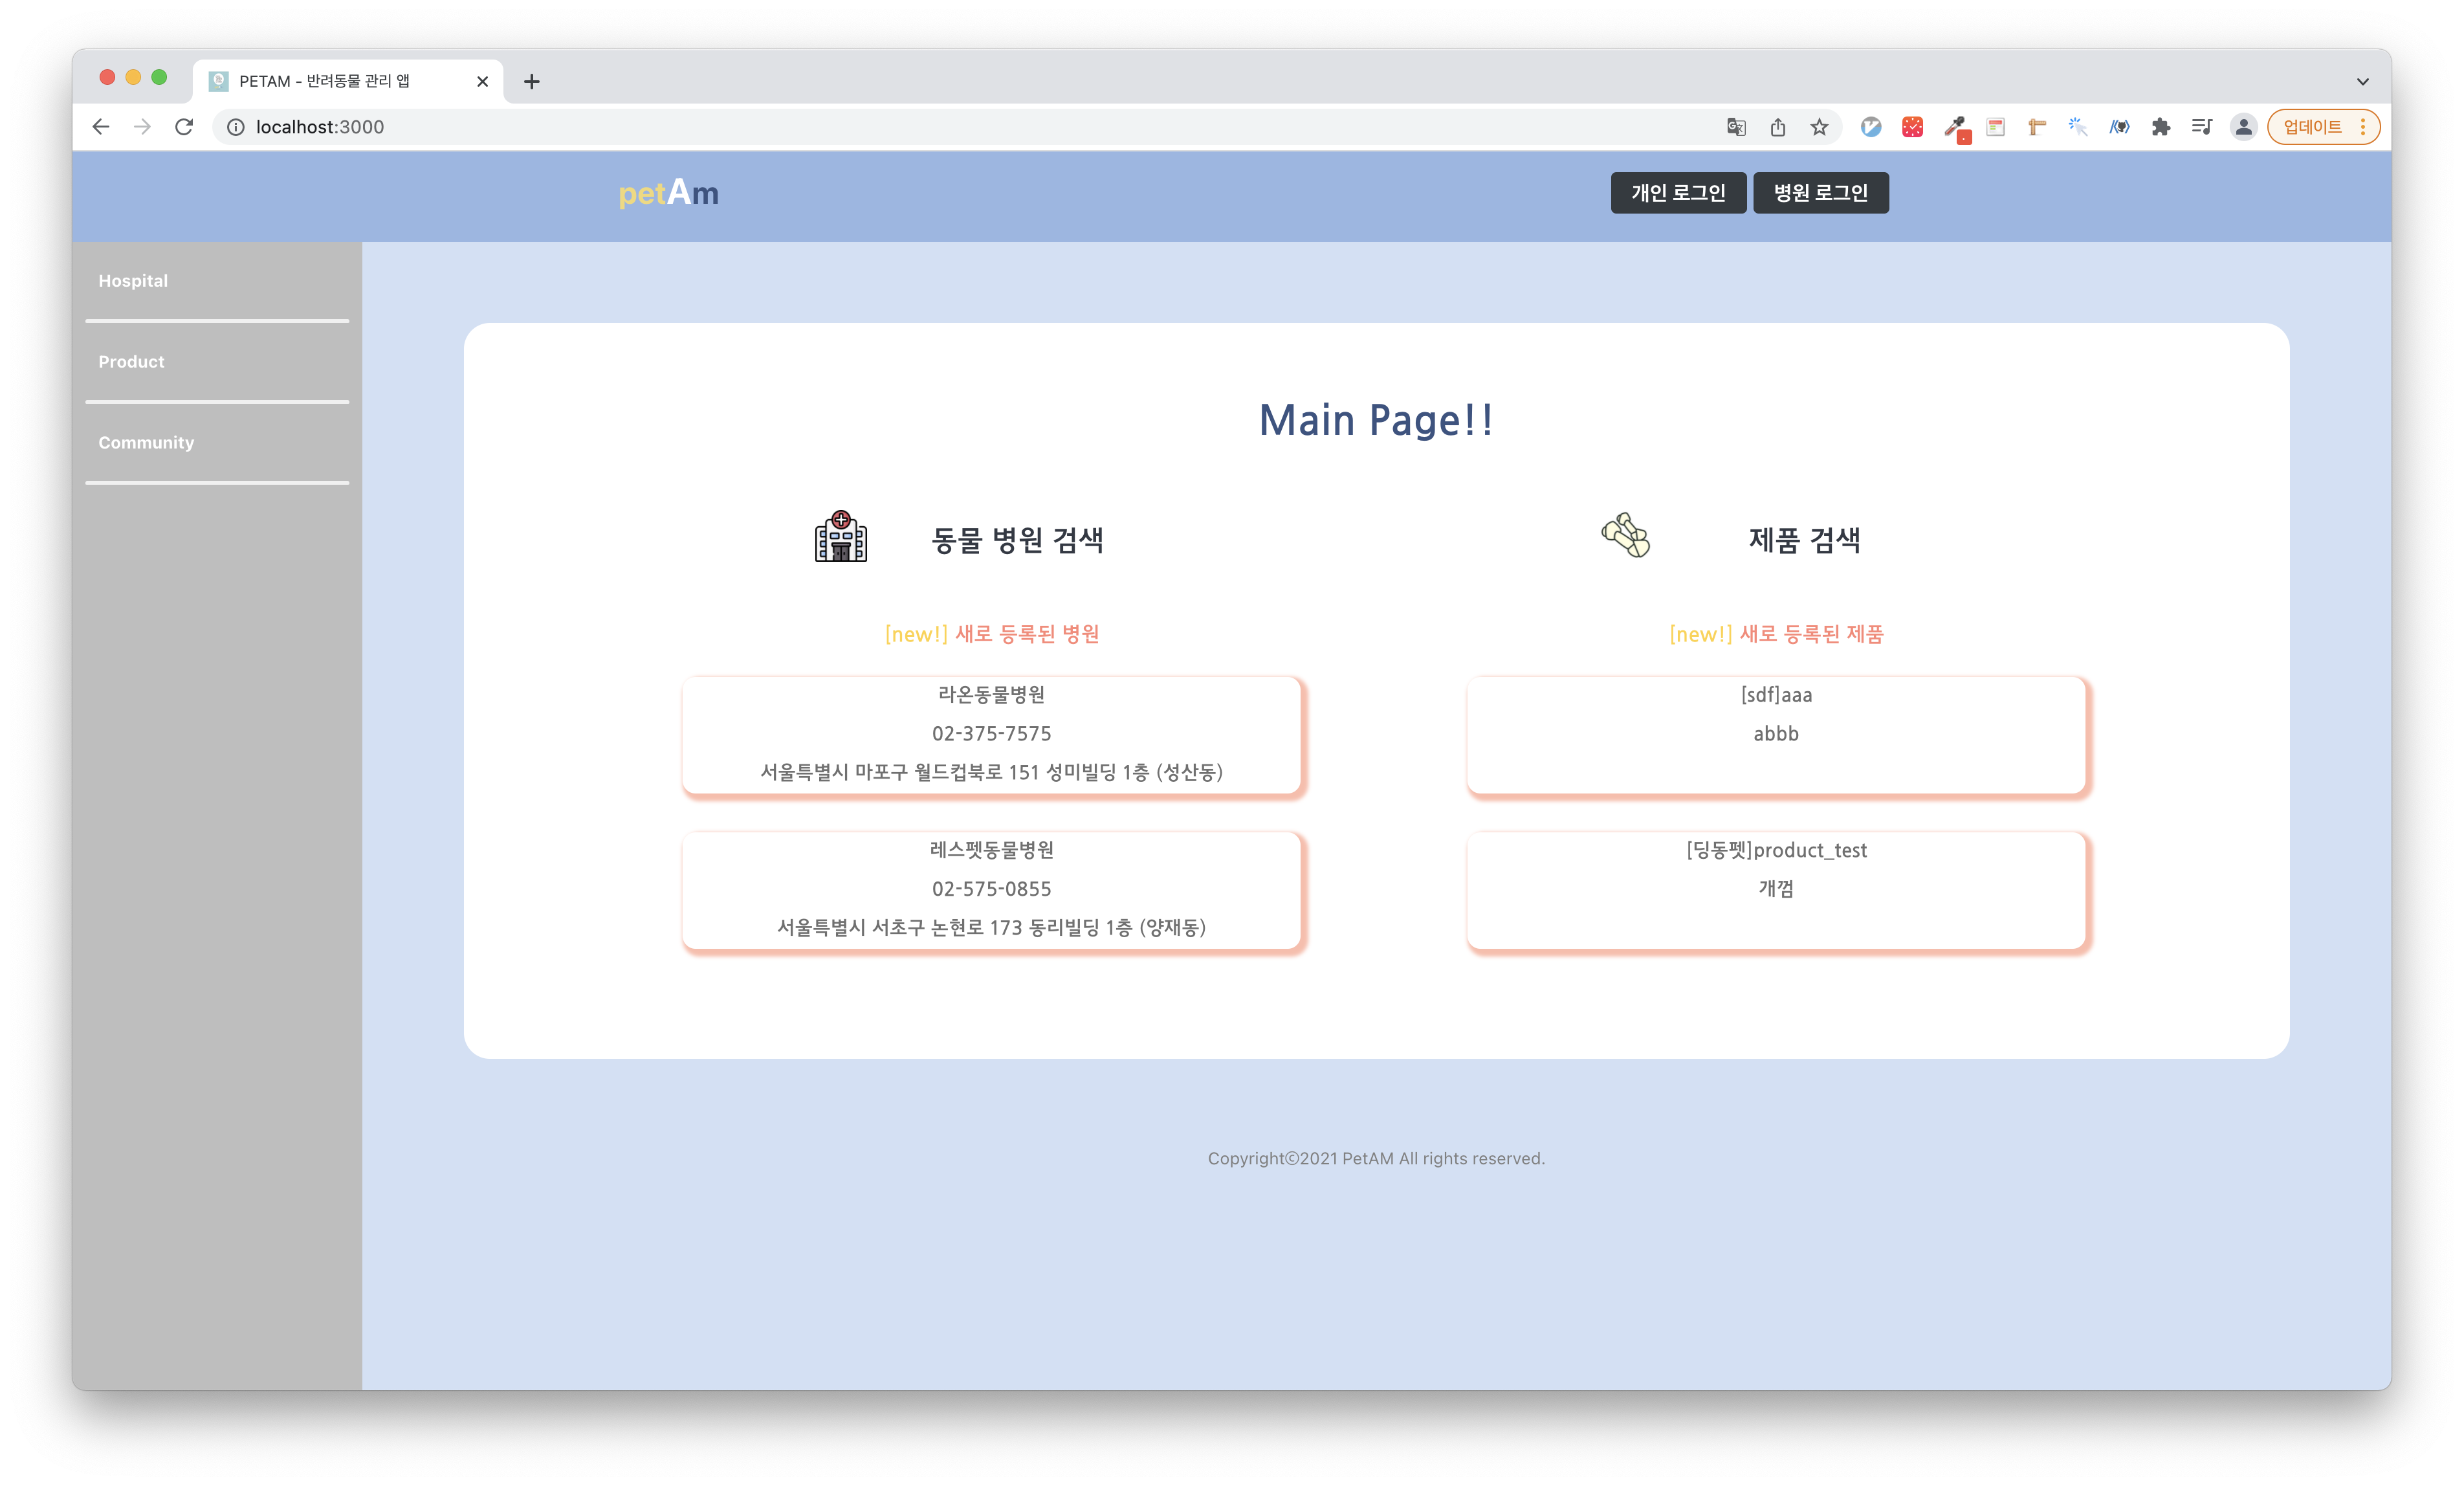 PETAM - 반려동물 관리 앱
localhost:3000
업데이트
petAm
개인 로그인
병원 로그인
Hospital
Product
Community
Main Page!!
동물 병원 검색
제품 검색
[new!] 새로 등록된 병원
[new!] 새로 등록된 제품
라온동물병원
02-375-7575
서울특별시 마포구 월드컵북로 151 성미빌딩 1층 (성산동)
[sdf]aaa
abbb
레스펫동물병원
02-575-0855
서울특별시 서초구 논현로 173 동리빌딩 1층 (양재동)
[딩동펫]product_test
개껌
Copyright©2021 PetAM All rights reserved.